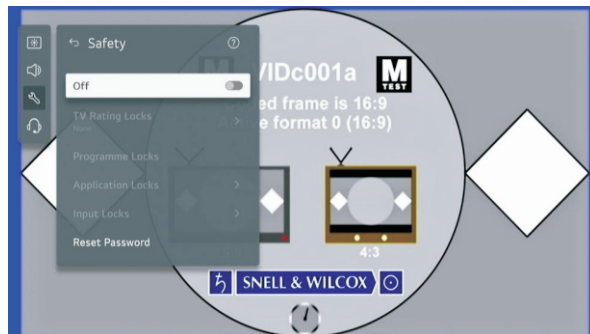 Safety
Off
TV Rating Locks
None
Programme Locks
Application Locks
Input Locks
Reset Password
VIDc001a
M
TEST
ed frame is 16:9
format 0 (16:9)
4:3
SNELL & WILCOX